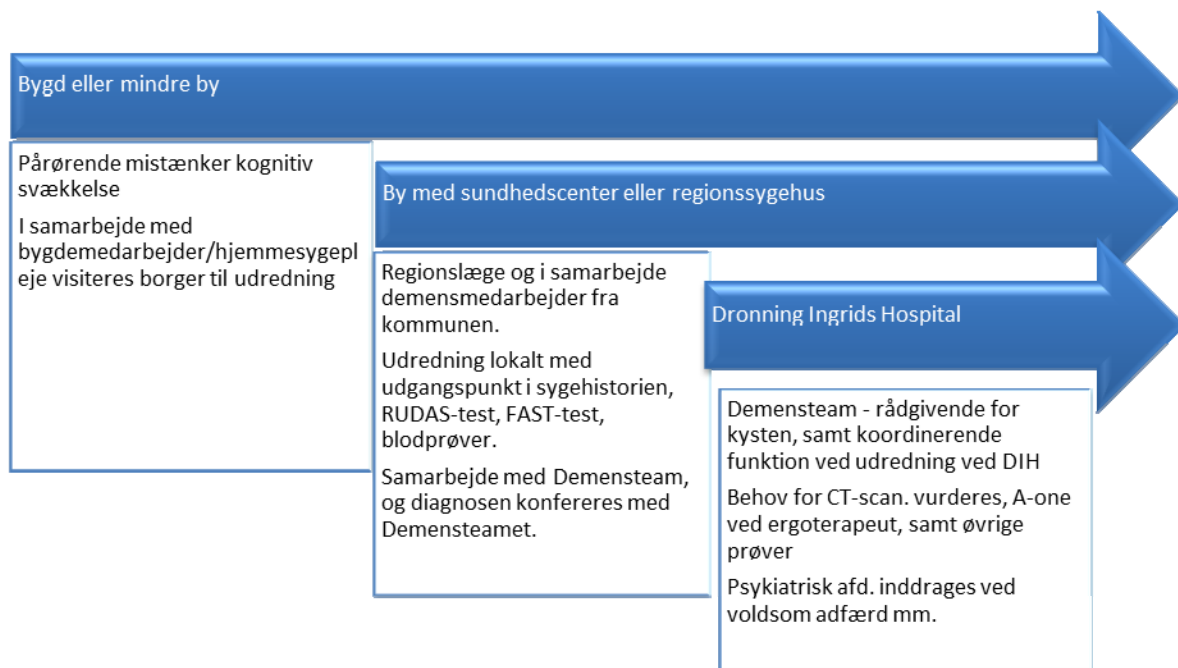 Bygd eller mindre by
Pårørende mistænker kognitiv
svækkelse
I samarbejde med
bygdemedarbejder/hjemmesygepl
eje visiteres borger til udredning
By med sundhedscenter eller regionssygehus
Regionslæge og i samarbejde
demensmedarbejder fra
kommunen.
Udredning lokalt med
udgangspunkt i sygehistorien,
RUDAS-test, FAST-test,
blodprøver.
Samarbejde med Demensteam,
og diagnosen konfereres med
Demensteamet.
Dronning Ingrids Hospital
Demensteam - rådgivende for
kysten, samt koordinerende
funktion ved udredning ved DIH
Behov for CT-scan. vurderes, A-one
ved ergoterapeut, samt øvrige
prøver
Psykiatrisk afd. inddrages ved
voldsom adfærd mm.